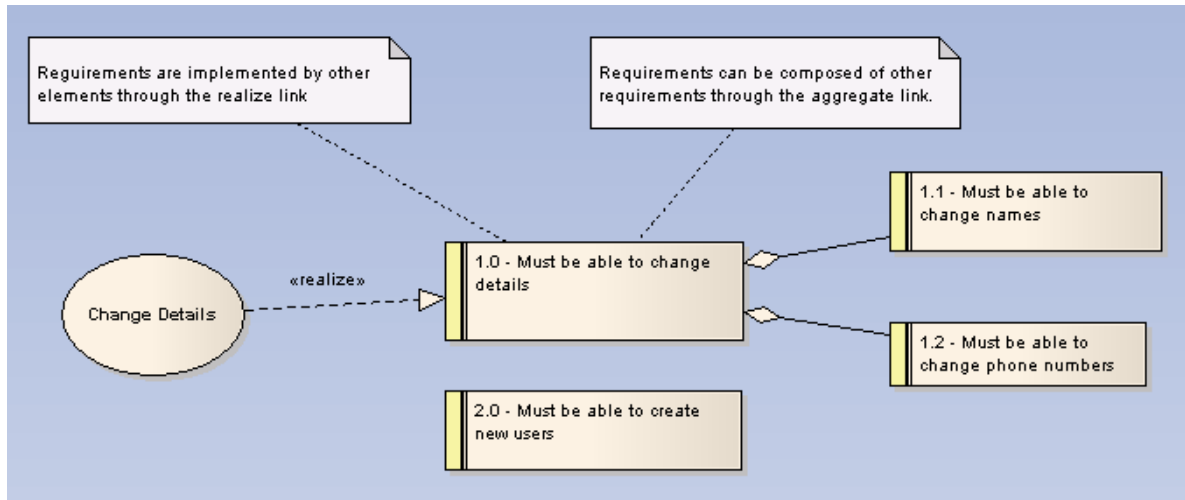 Reguirements are implemented by other
elements through the realize link
Requirements can be composed of other
requirements through the aggregate link.
1.1 - Must be able to
change names
1.0 - Must be able to change
details
«realize»
Change Details
1.2 - Must be able to
change phone numbers
2.0 - Must be able to create
new users